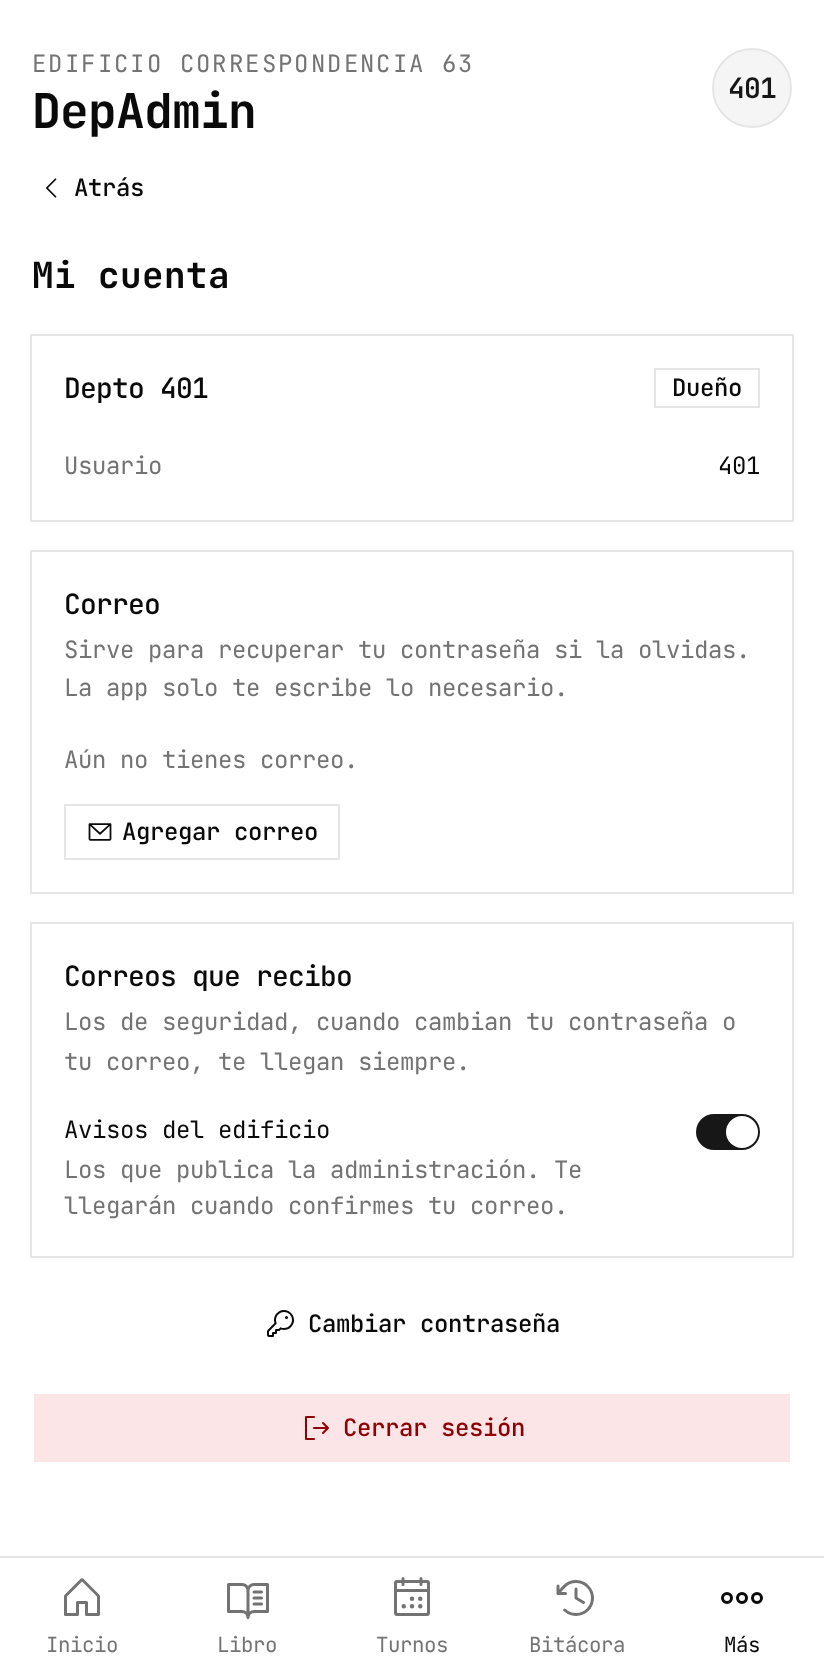 EDIFICIO CORRESPONDENCIA 63
DepAdmin
401
Atrás
Mi cuenta
Depto 401
Dueño
Usuario
401
Correo
Sirve para recuperar tu contraseña si la olvidas.
La app solo te escribe lo necesario.
Aún no tienes correo.
Agregar correo
Correos que recibo
Los de seguridad, cuando cambian tu contraseña o
tu correo, te llegan siempre.
Avisos del edificio
Los que publica la administración. Te
llegarán cuando confirmes tu correo.
Cambiar contraseña
Cerrar sesión
Inicio
Libro
Turnos
Bitácora
Más